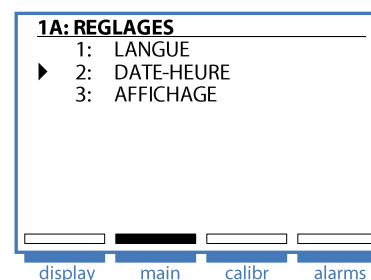 1A: REGLAGES
1: LANGUE
2: DATE-HEURE
3: AFFICHAGE
display main calibr alarms